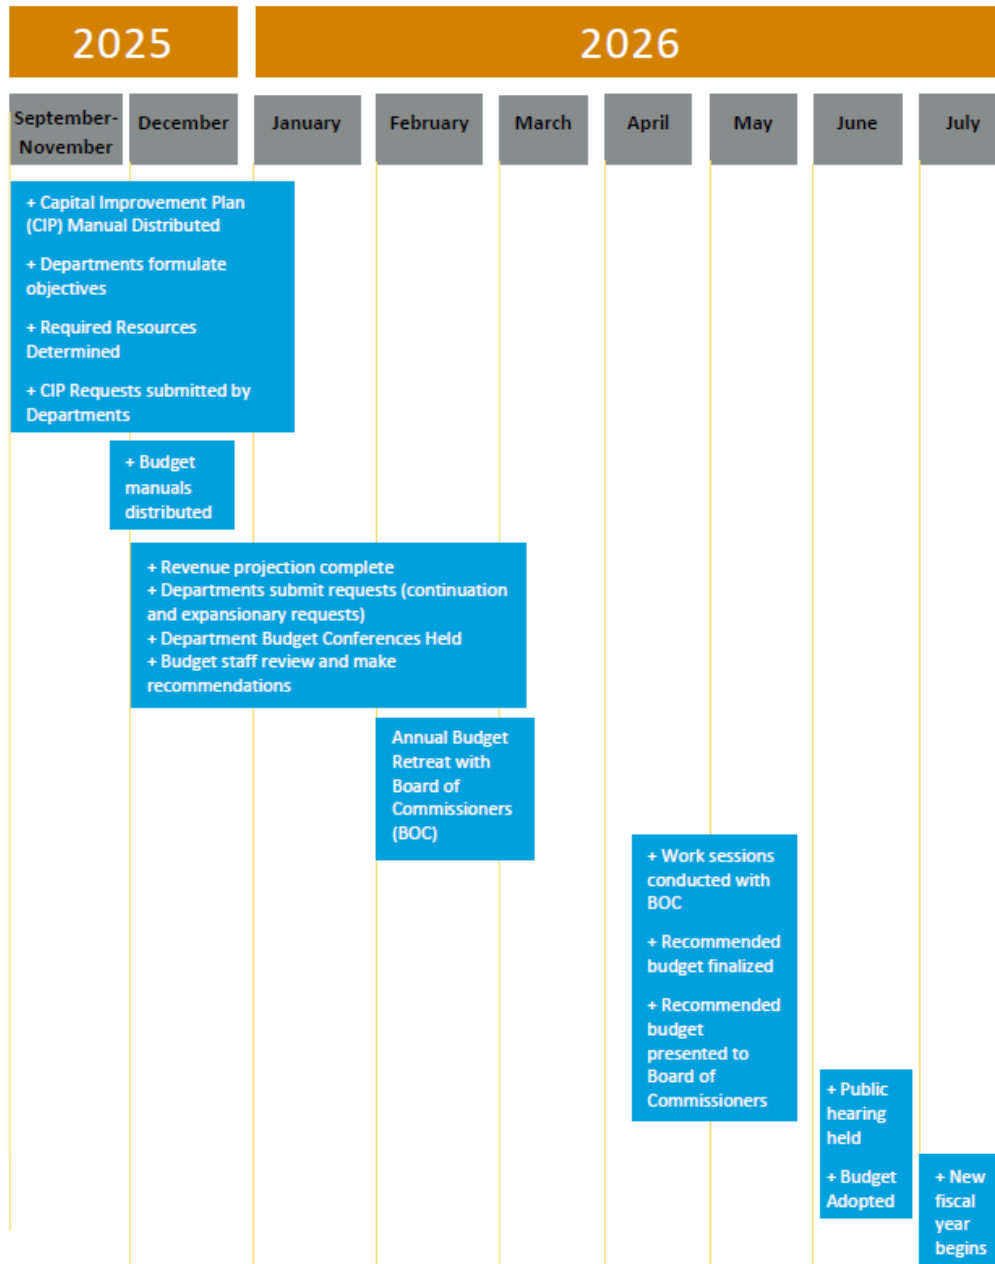 2025
2026
September-
November
December
January
February
March
April
May
June
July
+ Capital Improvement Plan
(CIP) Manual Distributed
+ Departments formulate
objectives
+ Required Resources
Determined
+ CIP Requests submitted by
Departments
+ Budget
manuals
distributed
+ Revenue projection complete
+ Departments submit requests (continuation
and expansionary requests)
+ Department Budget Conferences Held
+ Budget staff review and make
recommendations
Annual Budget
Retreat with
Board of
Commissioners
(BOC)
+ Work sessions
conducted with
BOC
+ Recommended
budget finalized
+ Recommended
budget
presented to
Board of
Commissioners
+ Public
hearing
held
+ Budget
Adopted
+ New
fiscal
year
begins